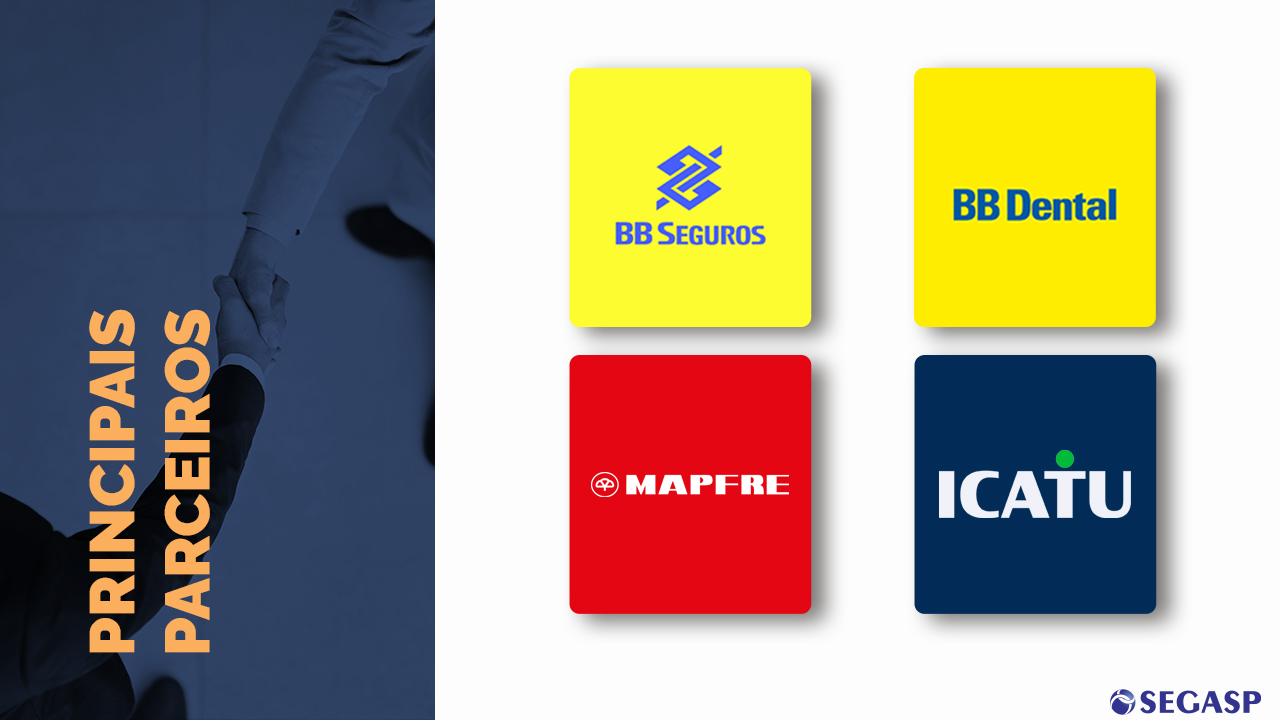 PRINCIPAIS
PARCEIROS
BB SEGUROS
BB Dental
MAPFRE
ICATU
SEGASP